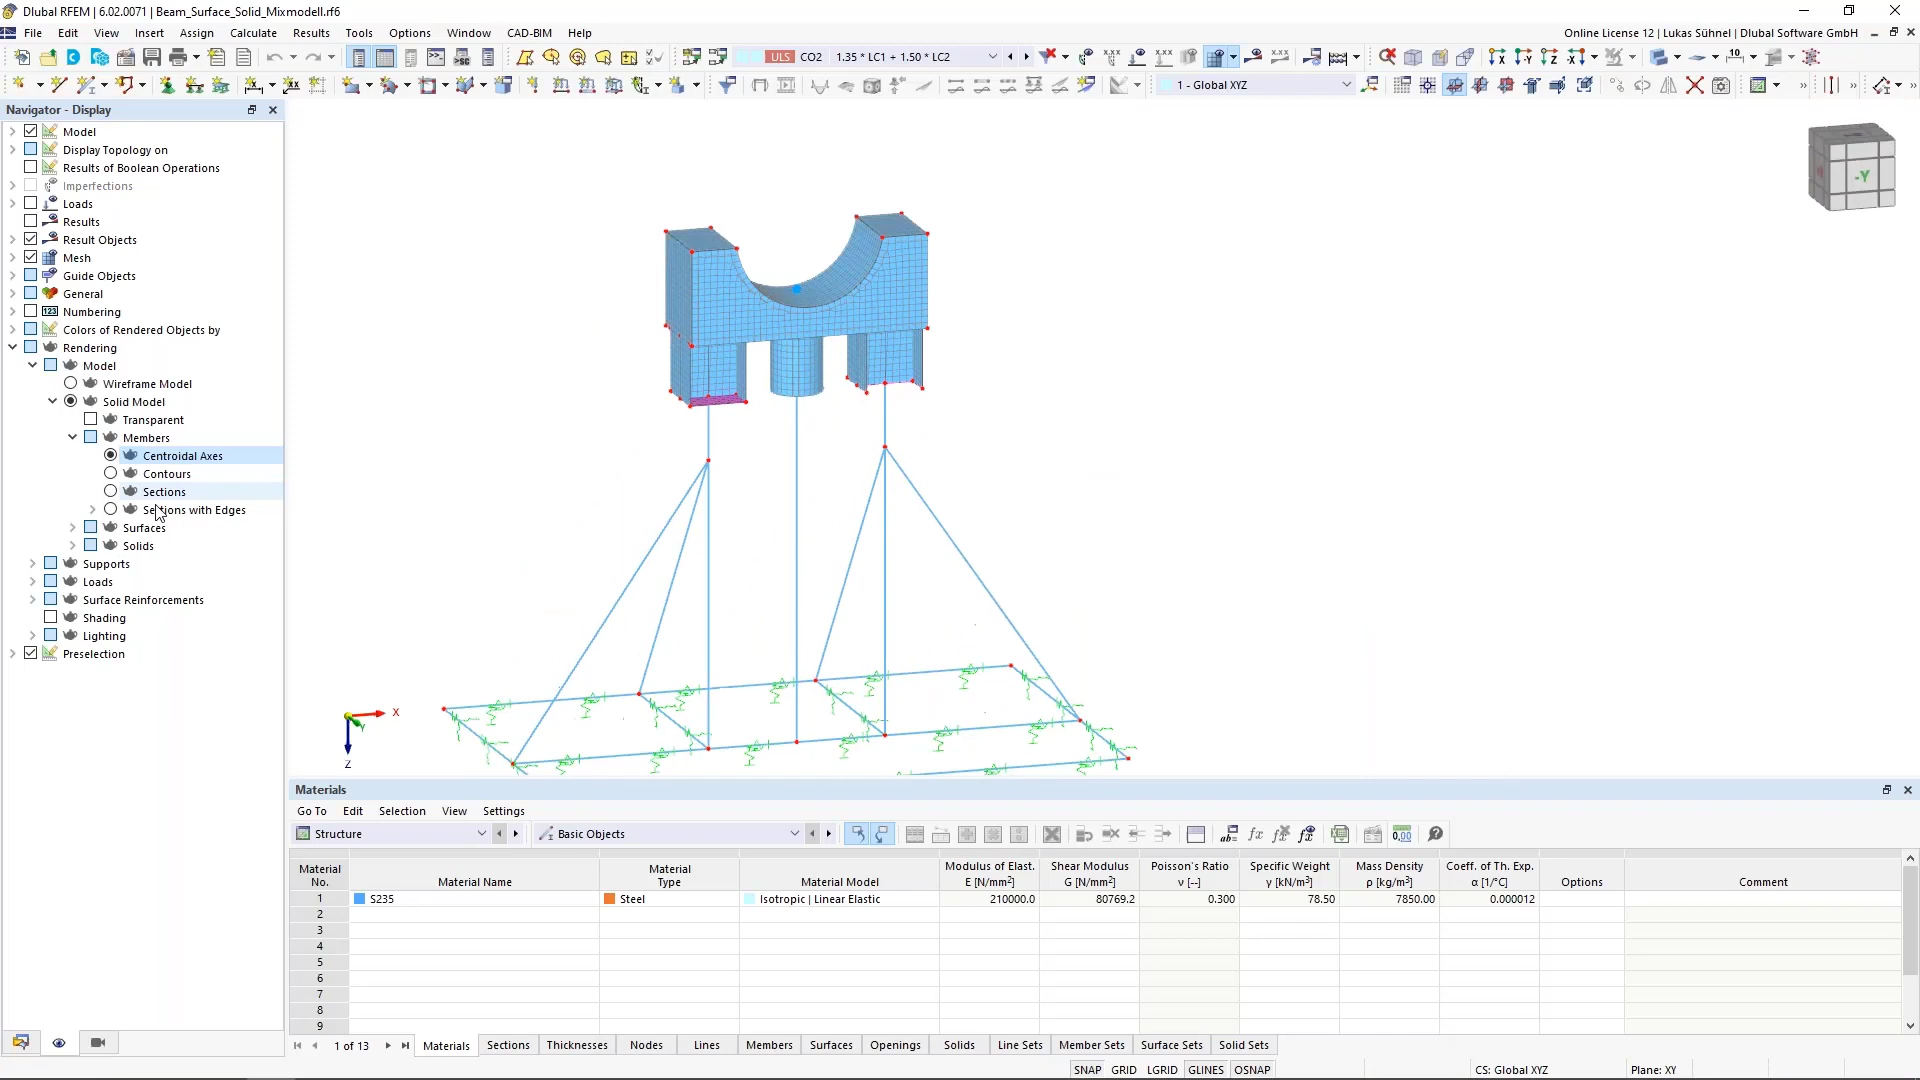 Dlubal RFEM | 6.02.0071 | Beam_Surface_Solid_Mixmodell.rf6
File Edit View Insert Assign Calculate Results Tools Options Window CAD-BIM Help
Online License 12 | Lukas Sühnel | Dlubal Software GmbH
ULS CO2 1.35 * LC1 + 1.50 * LC2
1 - Global XYZ
Navigator - Display
Model
Display Topology on
Results of Boolean Operations
Imperfections
Loads
Results
Result Objects
Mesh
Guide Objects
General
123 Numbering
Colors of Rendered Objects by
Rendering
Model
Wireframe Model
Solid Model
Transparent
Members
Centroidal Axes
Contours
Sections
Sections with Edges
Surfaces
Solids
Supports
Loads
Surface Reinforcements
Shading
Lighting
Preselection
-Y
X
Y
Z
Materials
Go To Edit Selection View Settings
Structure
Basic Objects
Material No. Material Name Material Type Material Model Modulus of Elast. E [N/mm²] Shear Modulus G [N/mm²] Poisson's Ratio ν [--] Specific Weight γ [kN/m³] Mass Density ρ [kg/m³] Coeff. of Th. Exp. α [1/°C] Options Comment
1 S235 Steel Isotropic | Linear Elastic 210000.0 80769.2 0.300 78.50 7850.00 0.000012
2
3
4
5
6
7
8
9
1 of 13
Materials Sections Thicknesses Nodes Lines Members Surfaces Openings Solids Line Sets Member Sets Surface Sets Solid Sets
SNAP GRID LGRID GLINES OSNAP
CS: Global XYZ
Plane: XY